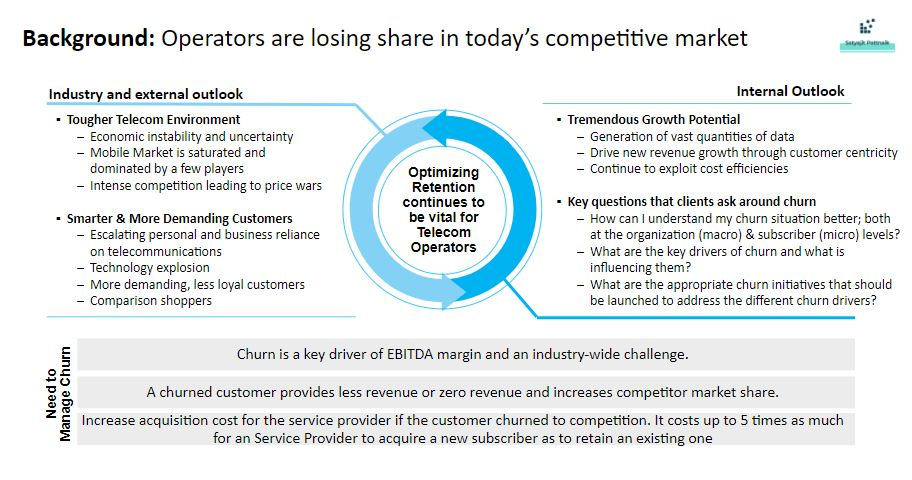 Background: Operators are losing share in today's competitive market
Satyajit Pattnaik
Industry and external outlook
▪ Tougher Telecom Environment
– Economic instability and uncertainty
– Mobile Market is saturated and
dominated by a few players
– Intense competition leading to price wars
▪ Smarter & More Demanding Customers
– Escalating personal and business reliance
on telecommunications
– Technology explosion
– More demanding, less loyal customers
– Comparison shoppers
Optimizing
Retention
continues to
be vital for
Telecom
Operators
Internal Outlook
▪ Tremendous Growth Potential
– Generation of vast quantities of data
– Drive new revenue growth through customer centricity
– Continue to exploit cost efficiencies
▪ Key questions that clients ask around churn
– How can I understand my churn situation better; both
at the organization (macro) & subscriber (micro) levels?
– What are the key drivers of churn and what is
influencing them?
– What are the appropriate churn initiatives that should
be launched to address the different churn drivers?
Need to
Manage Churn
Churn is a key driver of EBITDA margin and an industry-wide challenge.
A churned customer provides less revenue or zero revenue and increases competitor market share.
Increase acquisition cost for the service provider if the customer churned to competition. It costs up to 5 times as much
for an Service Provider to acquire a new subscriber as to retain an existing one